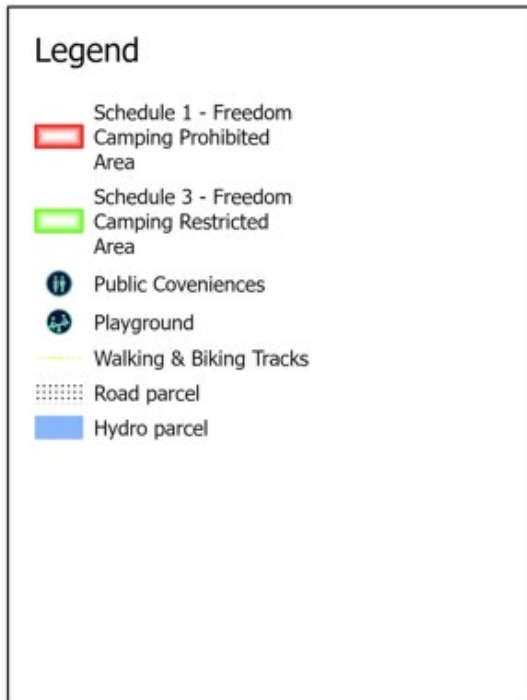 Legend
Schedule 1 - Freedom
Camping Prohibited
Area
Schedule 3 - Freedom
Camping Restricted
Area
Public Coveniences
Playground
Walking & Biking Tracks
Road parcel
Hydro parcel